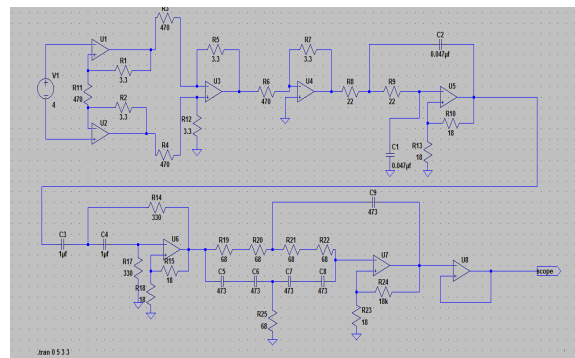 R3
470
U1
R1
3.3
V1
4
R11
470
R2
3.3
U2
R4
470
R5
3.3
U3
R12
3.3
R6
470
R7
3.3
U4
R8
22
R9
22
C2
0.047µf
U5
R10
18
R13
18
C1
0.047µf
R14
330
C3
1µf
C4
1µf
R17
330
U6
R15
18
R18
18
R19
68
R20
68
R21
68
R22
68
C9
473
C5
473
C6
473
C7
473
C8
473
R25
68
U7
R24
18k
R23
18
U8
scope
.tran 0 5 3 3